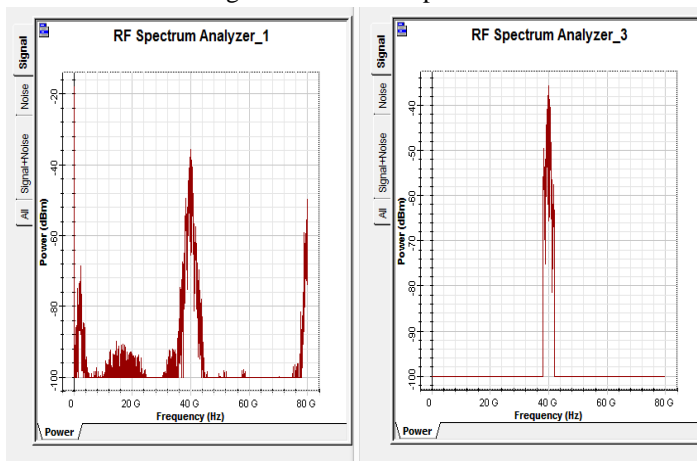 RF Spectrum Analyzer_1
Signal
Noise
Signal+Noise
All
Power (dBm)
-20
-40
-60
-80
-100
0
20 G
40 G
60 G
80 G
Frequency (Hz)
Power
RF Spectrum Analyzer_3
Signal
Noise
Signal+Noise
All
Power (dBm)
-40
-50
-60
-70
-80
-90
-100
0
20 G
40 G
60 G
80 G
Frequency (Hz)
Power